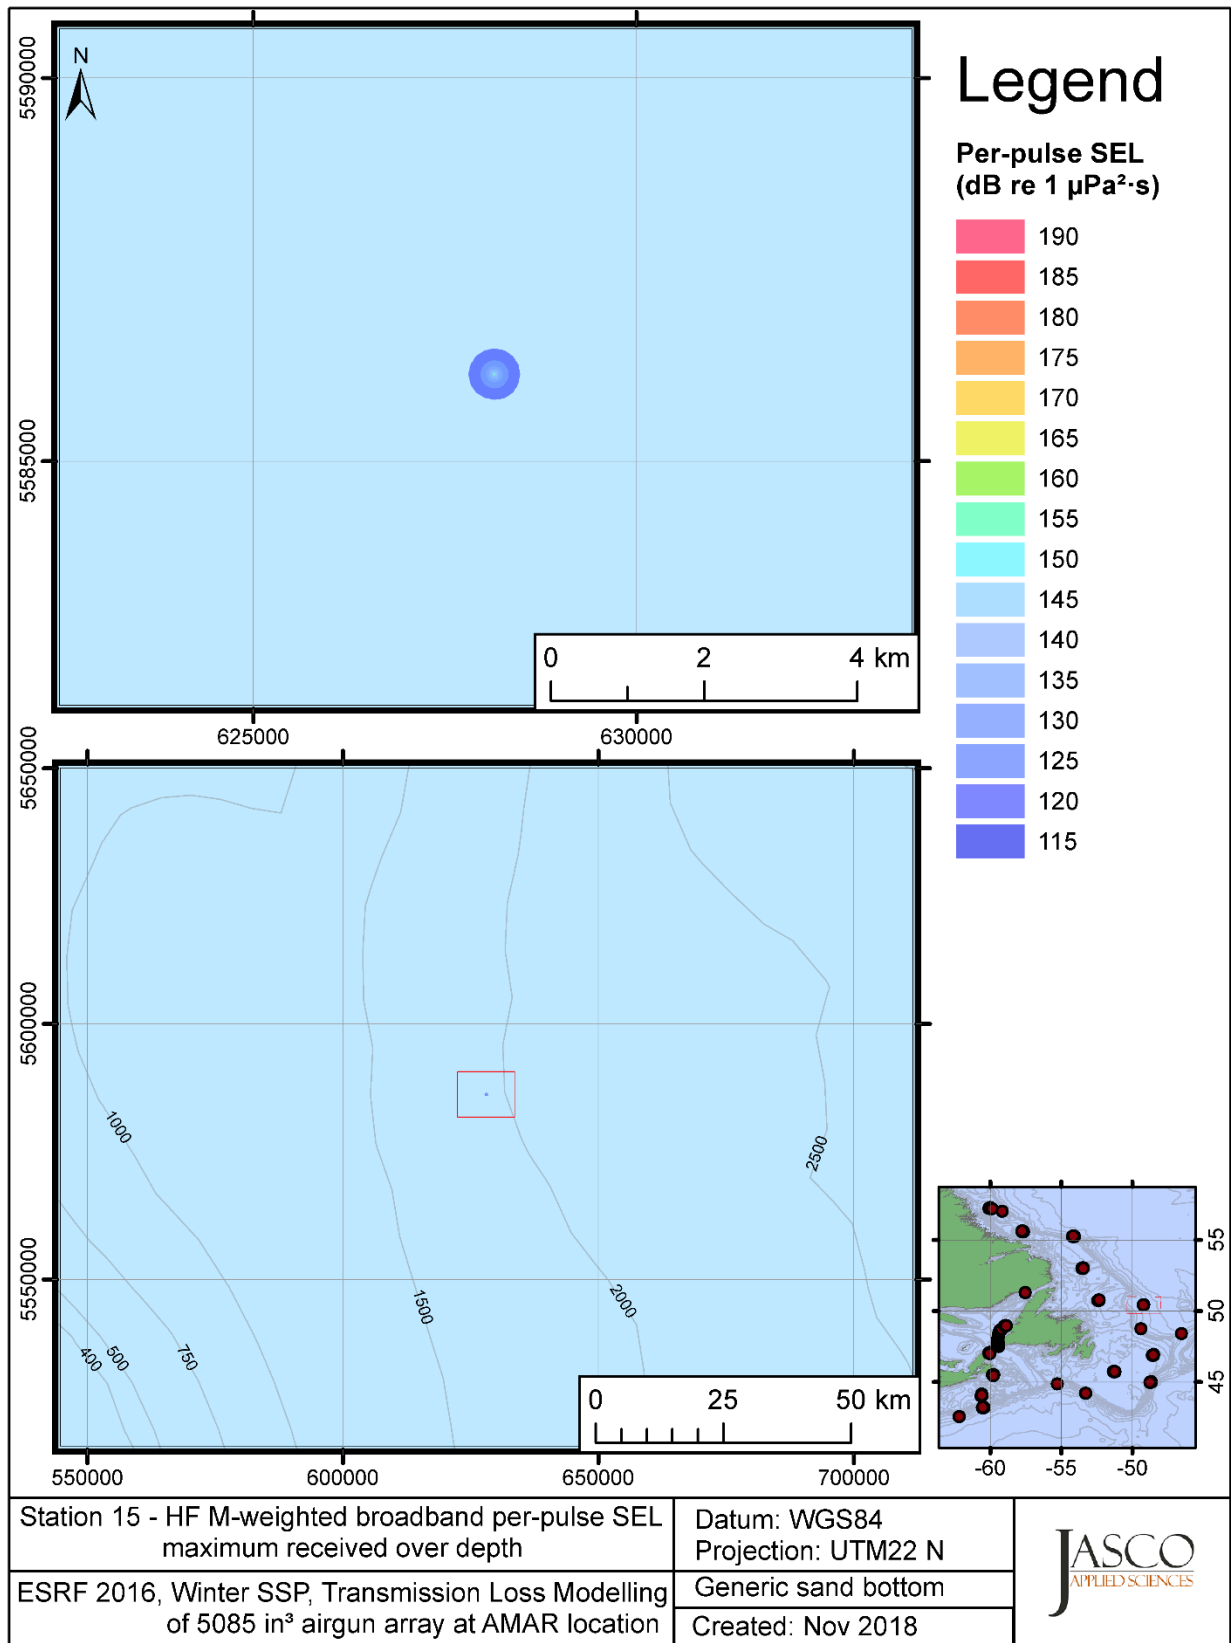 N
5590000
5585000
625000
630000
0 2 4 km
Legend
Per-pulse SEL
(dB re 1 µPa²·s)
190
185
180
175
170
165
160
155
150
145
140
135
130
125
120
115
5650000
5600000
5550000
1000
1500
2000
2500
750
500
400
0 25 50 km
550000
600000
650000
700000
55
50
45
-60
-55
-50
Station 15 - HF M-weighted broadband per-pulse SEL
maximum received over depth
ESRF 2016, Winter SSP, Transmission Loss Modelling
of 5085 in³ airgun array at AMAR location
Datum: WGS84
Projection: UTM22 N
Generic sand bottom
Created: Nov 2018
JASCO
APPLIED SCIENCES